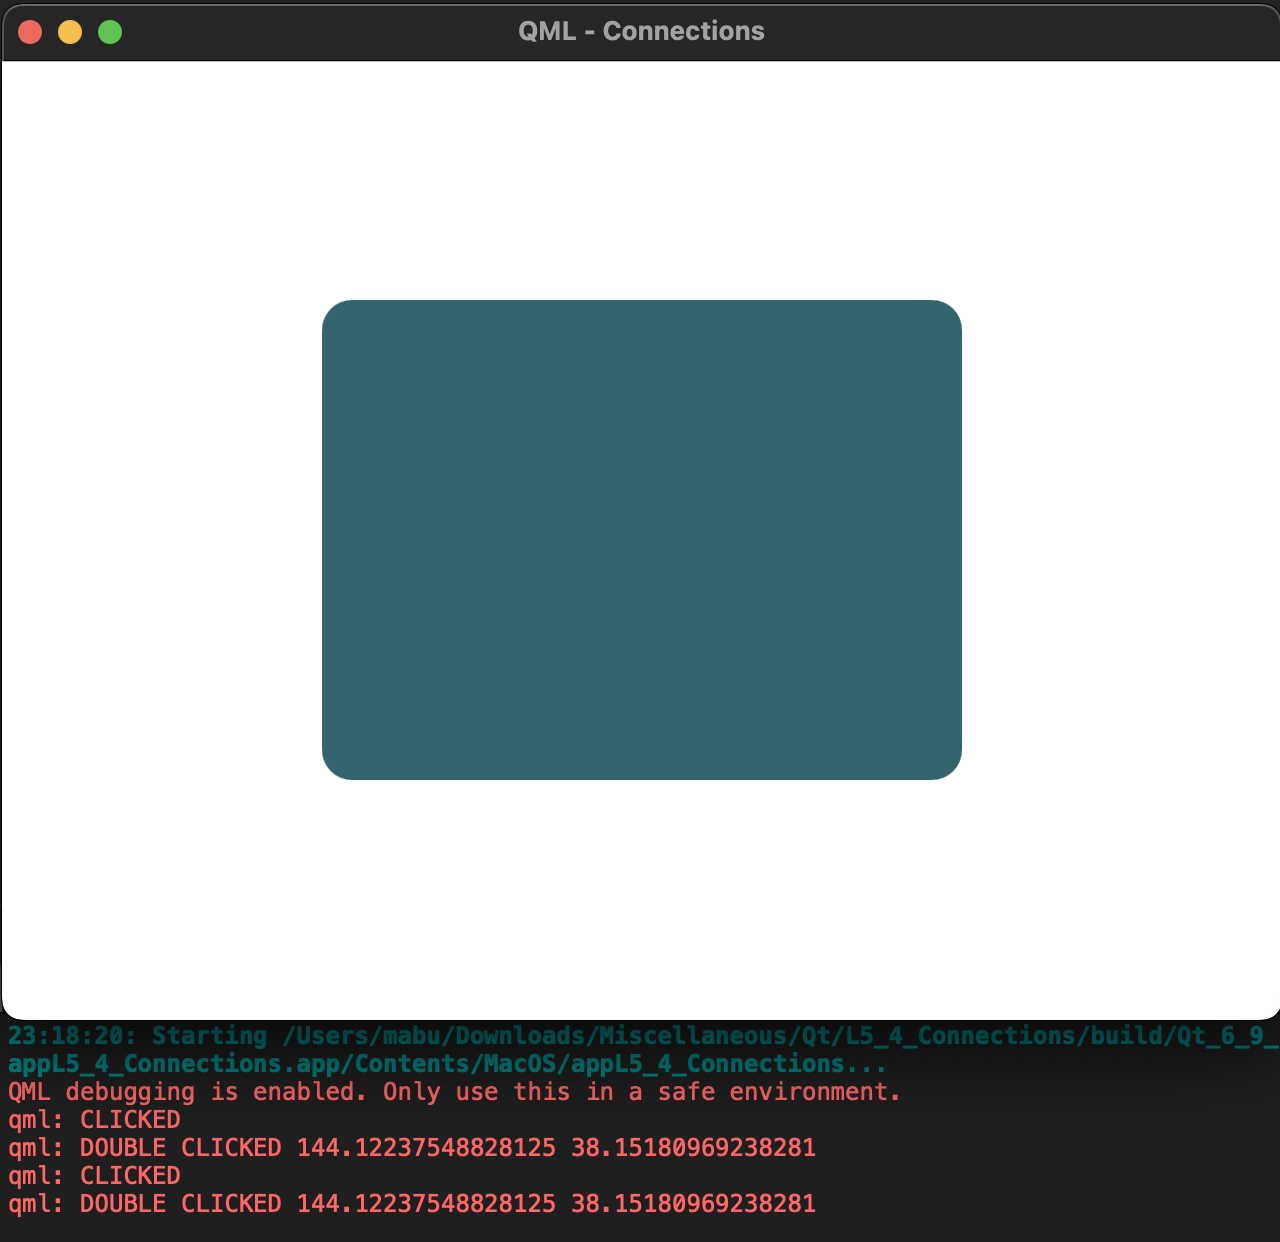 QML - Connections
23:18:20: Starting /Users/mabu/Downloads/Miscellaneous/Qt/L5_4_Connections/build/Qt_6_9_
appL5_4_Connections.app/Contents/MacOS/appL5_4_Connections...
QML debugging is enabled. Only use this in a safe environment.
qml: CLICKED
qml: DOUBLE CLICKED 144.12237548828125 38.15180969238281
qml: CLICKED
qml: DOUBLE CLICKED 144.12237548828125 38.15180969238281